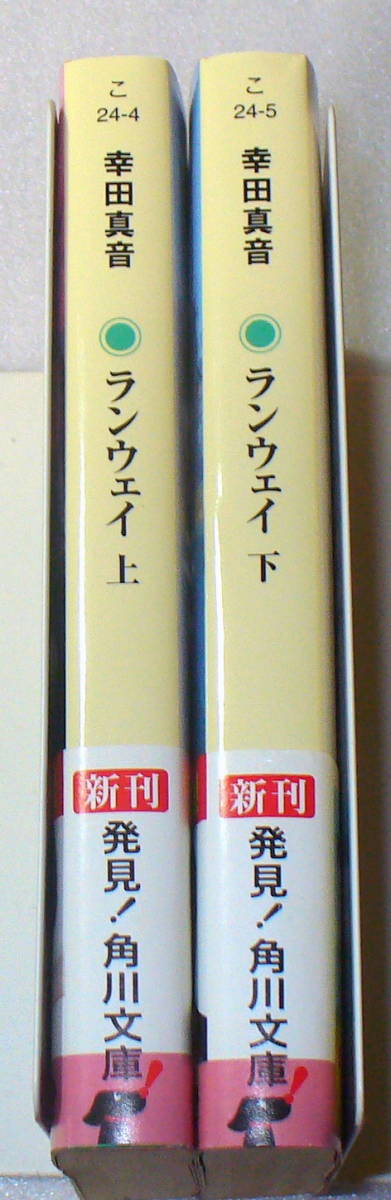 こ
24-4
幸田真音
ランウェイ 上
新刊
発見!角川文庫
こ
24-5
幸田真音
ランウェイ 下
新刊
発見!角川文庫